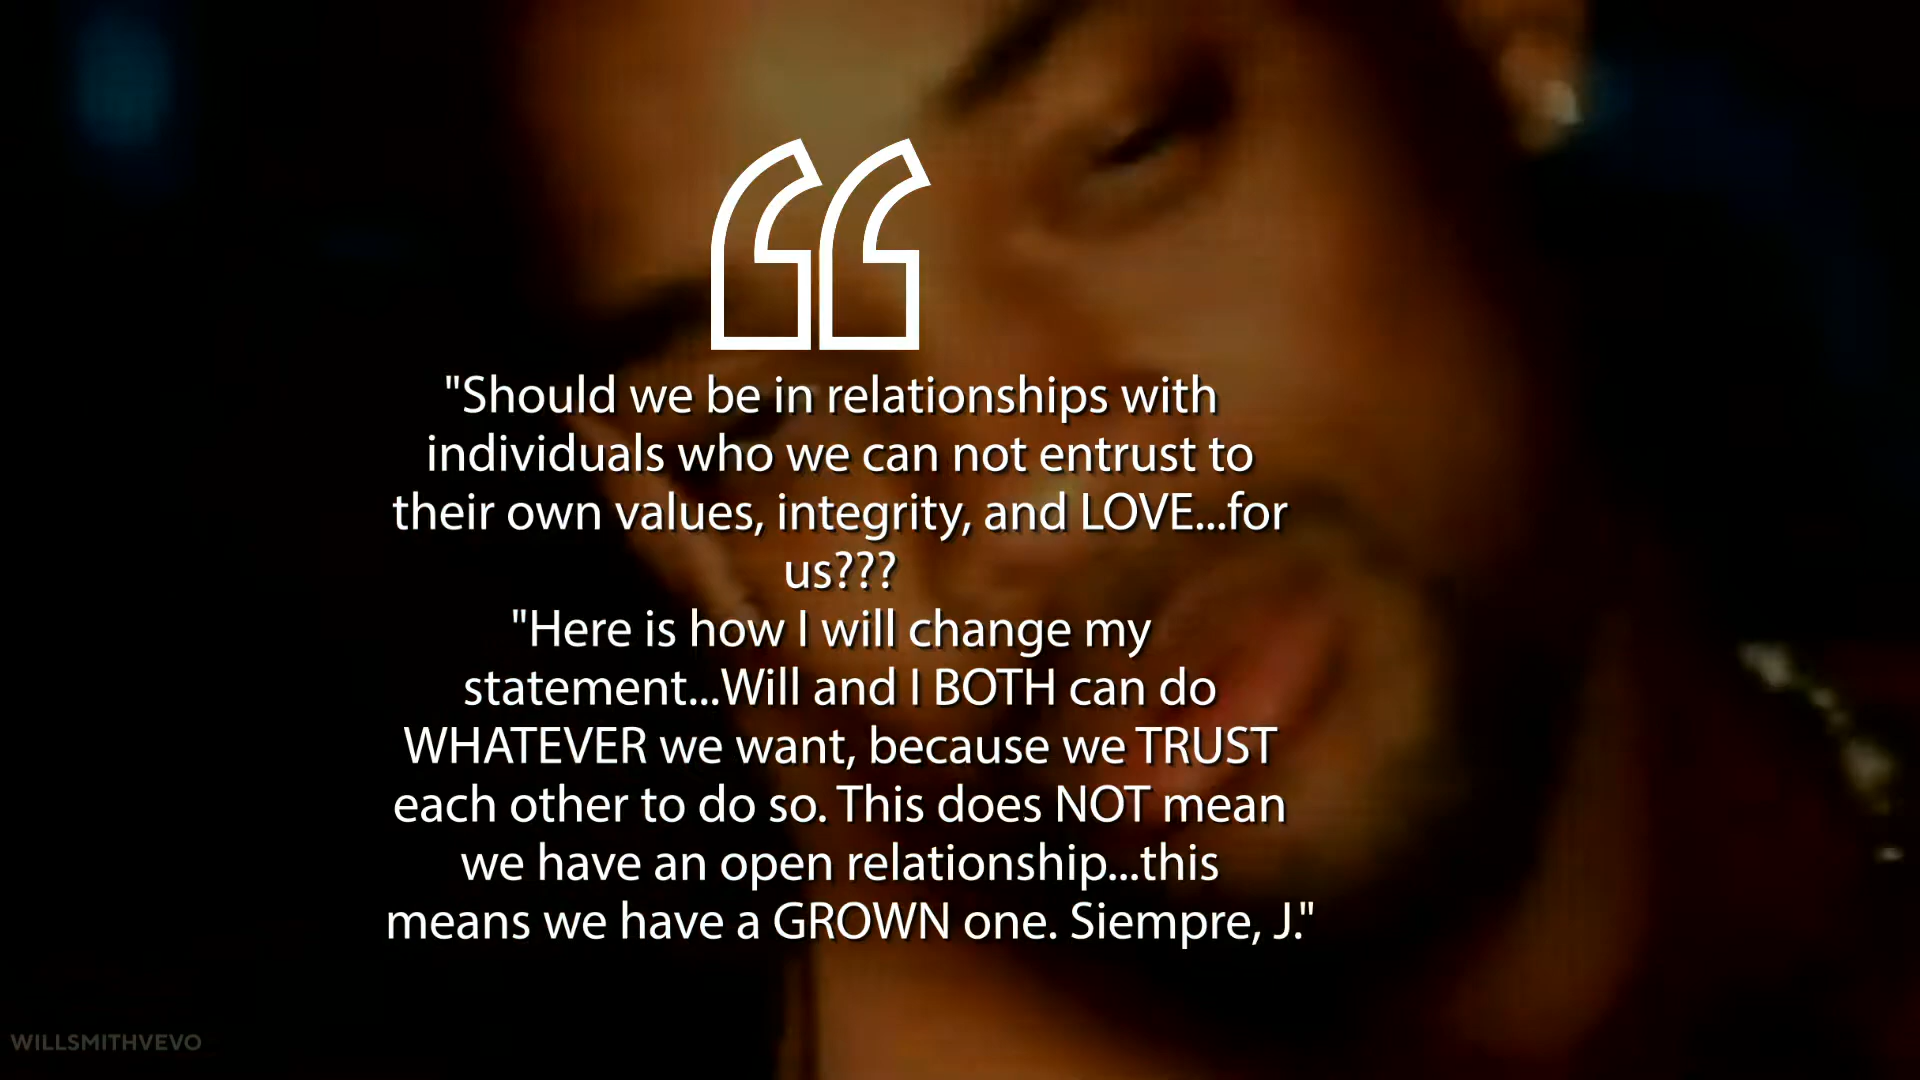 "Should we be in relationships with
individuals who we can not entrust to
their own values, integrity, and LOVE...for
us???
"Here is how I will change my
statement...Will and I BOTH can do
WHATEVER we want, because we TRUST
each other to do so. This does NOT mean
we have an open relationship...this
means we have a GROWN one. Siempre, J."
WILLSMITHVEVO